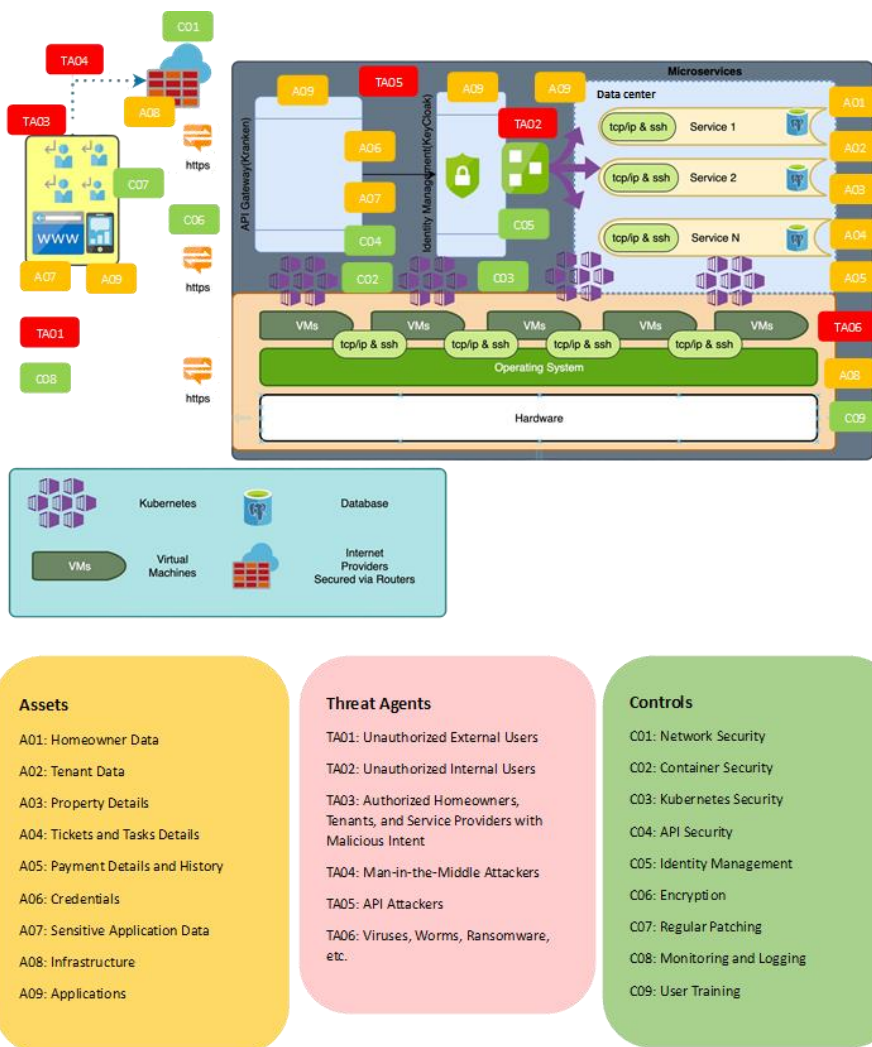 C01
TA04
A08
TA03
C07
https
C06
WWW
https
A07
A09
TA01
C08
https
Microservices
A09
TA05
A09
A09
Data center
A01
API Gateway(Kranken)
Identity Management(KeyCloak)
TA02
tcp/ip & ssh
Service 1
A06
A02
tcp/ip & ssh
Service 2
A07
A03
C04
C05
tcp/ip & ssh
Service N
A04
C02
C03
A05
VMs
VMs
VMs
VMs
VMs
TA06
tcp/ip & ssh
tcp/ip & ssh
tcp/ip & ssh
tcp/ip & ssh
Operating System
A08
Hardware
C09
Kubernetes
Database
VMs
Virtual
Machines
Internet
Providers
Secured via Routers
Assets
A01: Homeowner Data
A02: Tenant Data
A03: Property Details
A04: Tickets and Tasks Details
A05: Payment Details and History
A06: Credentials
A07: Sensitive Application Data
A08: Infrastructure
A09: Applications
Threat Agents
TA01: Unauthorized External Users
TA02: Unauthorized Internal Users
TA03: Authorized Homeowners,
Tenants, and Service Providers with
Malicious Intent
TA04: Man-in-the-Middle Attackers
TA05: API Attackers
TA06: Viruses, Worms, Ransomware,
etc.
Controls
C01: Network Security
C02: Container Security
C03: Kubernetes Security
C04: API Security
C05: Identity Management
C06: Encryption
C07: Regular Patching
C08: Monitoring and Logging
C09: User Training